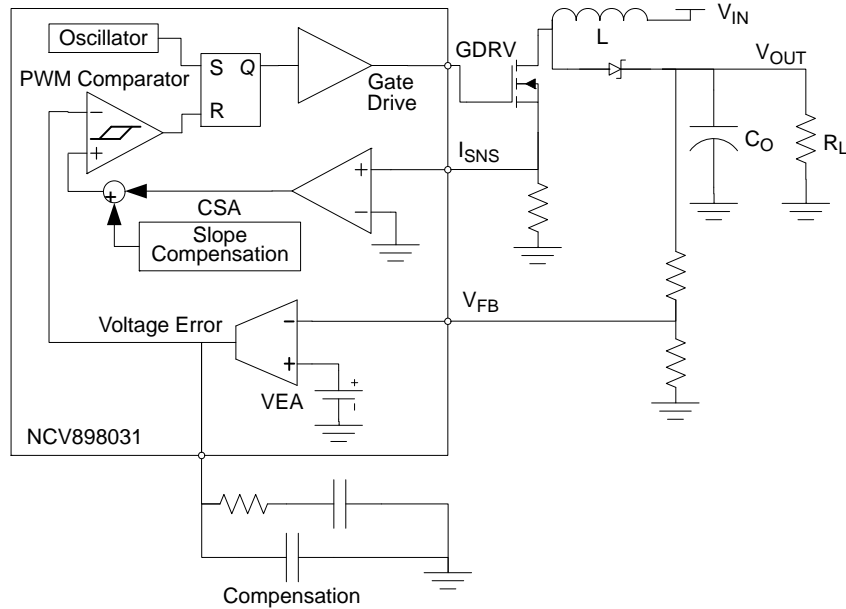 Oscillator
S Q
R
PWM Comparator
−
+
+
CSA
Slope
Compensation
Gate
Drive
GDRV
L
V_IN
V_OUT
C_O
R_L
I_SNS
+
−
V_FB
Voltage Error
−
+
VEA
+
−
NCV898031
Compensation